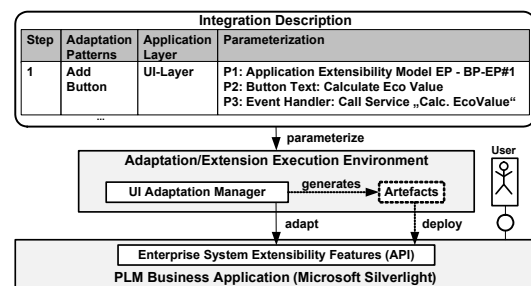 Integration Description
Step Adaptation Patterns Application Layer Parameterization
1 Add Button UI-Layer P1: Application Extensibility Model EP - BP-EP#1
P2: Button Text: Calculate Eco Value
P3: Event Handler: Call Service „Calc. EcoValue“
...
parameterize
User
Adaptation/Extension Execution Environment
UI Adaptation Manager generates Artefacts
adapt deploy
Enterprise System Extensibility Features (API)
PLM Business Application (Microsoft Silverlight)